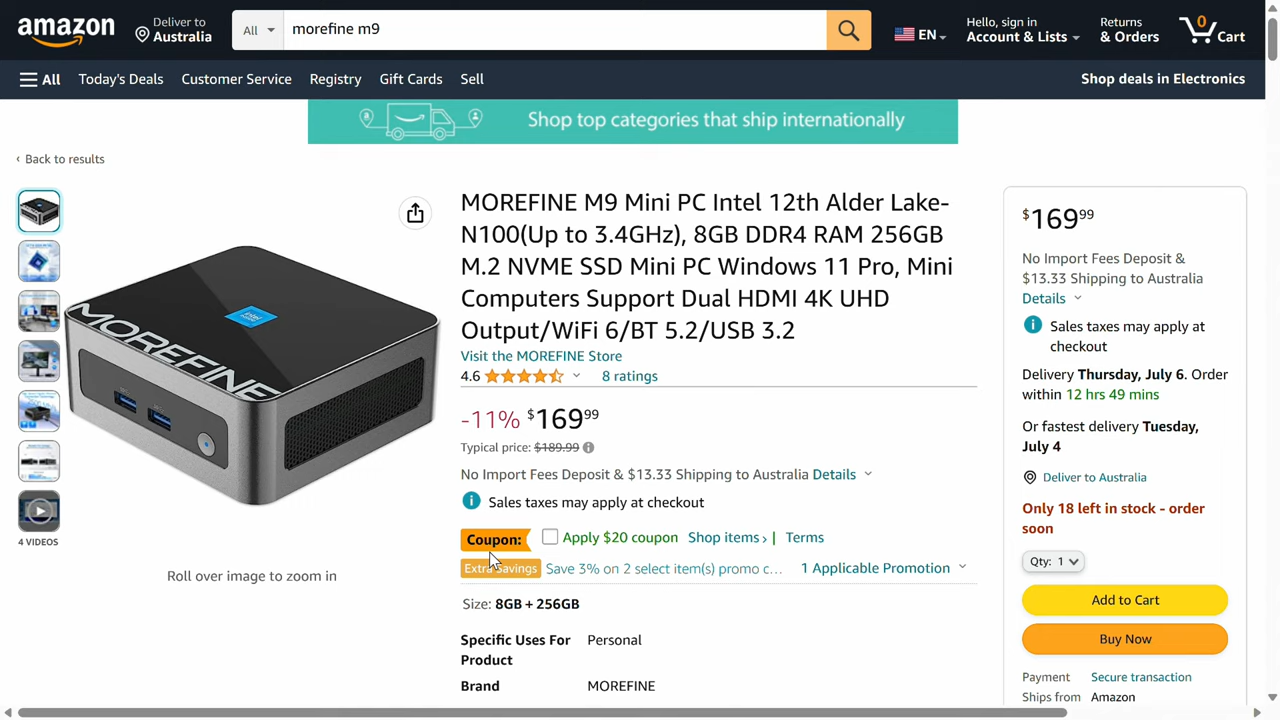 amazon
Deliver to
Australia
All
morefine m9
EN
Hello, sign in
Account & Lists
Returns
& Orders
0
Cart
All
Today's Deals
Customer Service
Registry
Gift Cards
Sell
Shop deals in Electronics
Shop top categories that ship internationally
‹ Back to results
MOREFINE
intel
4 VIDEOS
Roll over image to zoom in
MOREFINE M9 Mini PC Intel 12th Alder Lake-
N100(Up to 3.4GHz), 8GB DDR4 RAM 256GB
M.2 NVME SSD Mini PC Windows 11 Pro, Mini
Computers Support Dual HDMI 4K UHD
Output/WiFi 6/BT 5.2/USB 3.2
Visit the MOREFINE Store
4.6
8 ratings
-11% $169 99
Typical price: $189.99
No Import Fees Deposit & $13.33 Shipping to Australia Details
Sales taxes may apply at checkout
Coupon:
Apply $20 coupon
Shop items › |
Terms
Extra Savings
Save 3% on 2 select item(s) promo c...
1 Applicable Promotion
Size: 8GB + 256GB
Specific Uses For
Product
Personal
Brand
MOREFINE
$169 99
No Import Fees Deposit &
$13.33 Shipping to Australia
Details
Sales taxes may apply at
checkout
Delivery Thursday, July 6. Order
within 12 hrs 49 mins
Or fastest delivery Tuesday,
July 4
Deliver to Australia
Only 18 left in stock - order
soon
Qty: 1
Add to Cart
Buy Now
Payment
Secure transaction
Ships from
Amazon